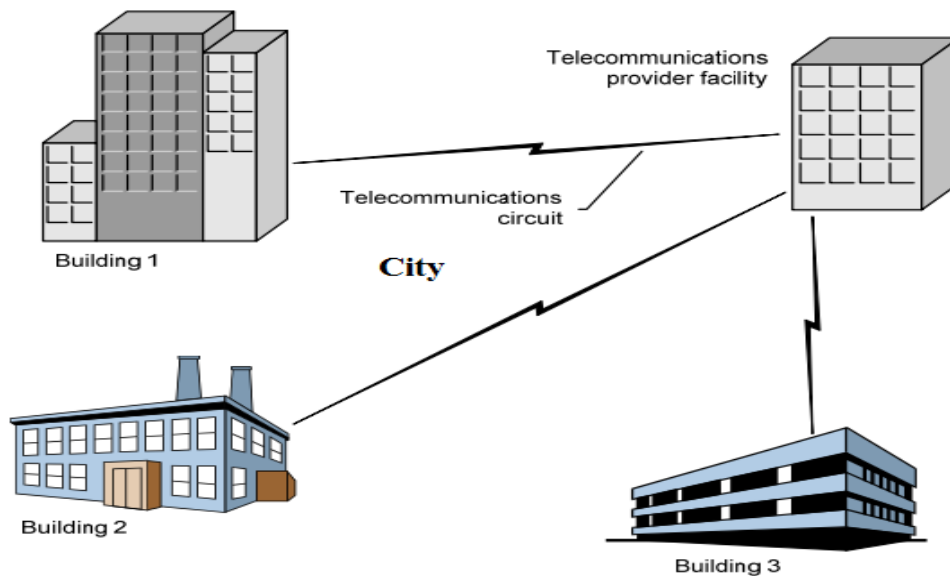 Telecommunications
provider facility
Telecommunications
circuit
Building 1
City
Building 2
Building 3